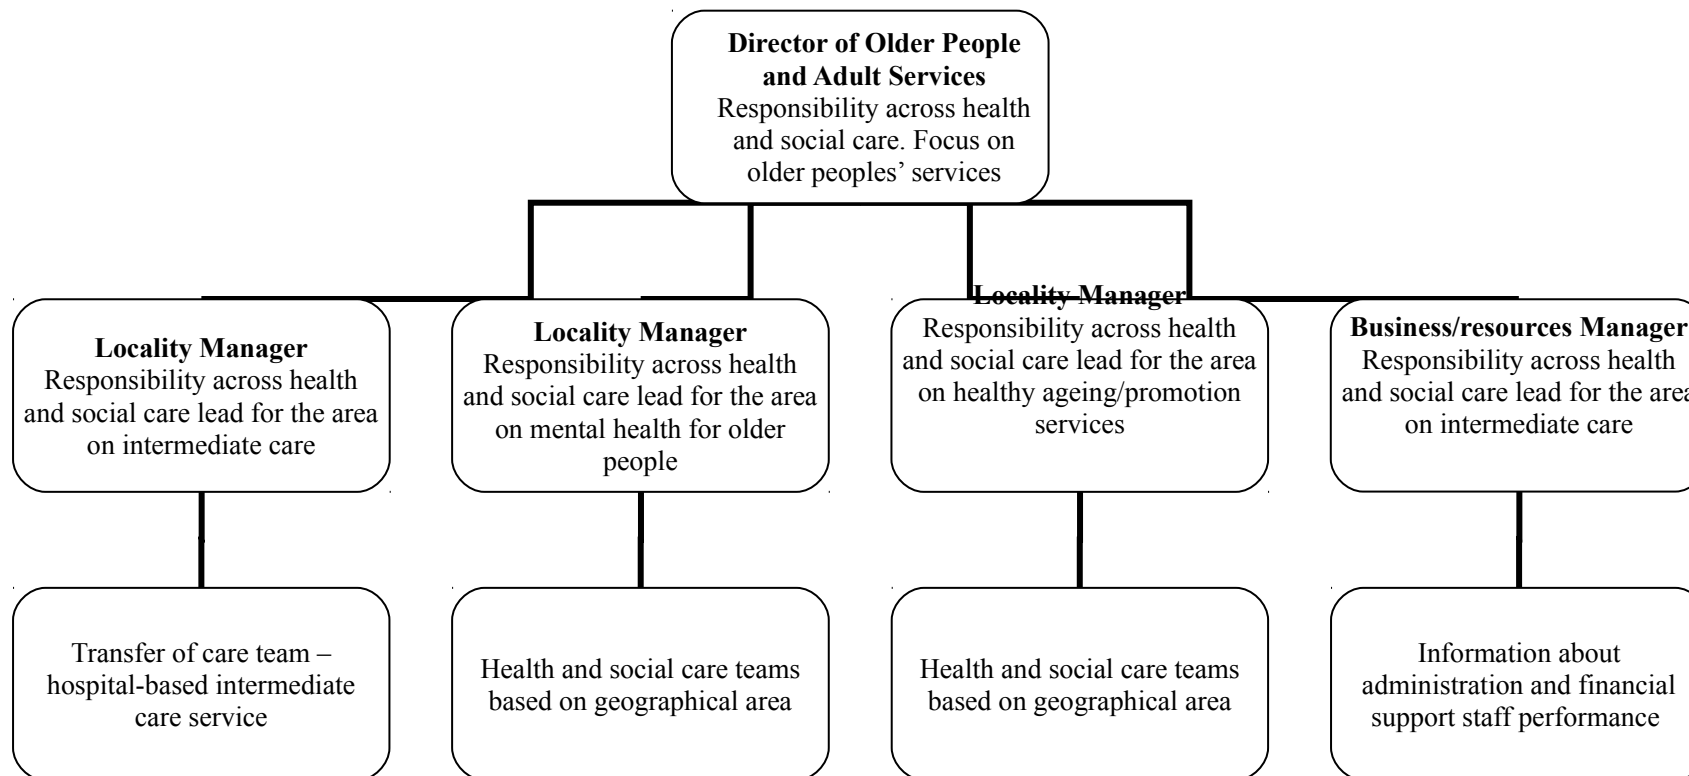 Director of Older People
and Adult Services
Responsibility across health
and social care. Focus on
older peoples’ services
Locality Manager
Responsibility across health
and social care lead for the area
on intermediate care
Locality Manager
Responsibility across health
and social care lead for the area
on mental health for older
people
Locality Manager
Responsibility across health
and social care lead for the area
on healthy ageing/promotion
services
Business/resources Manager
Responsibility across health
and social care lead for the area
on intermediate care
Transfer of care team –
hospital-based intermediate
care service
Health and social care teams
based on geographical area
Health and social care teams
based on geographical area
Information about
administration and financial
support staff performance